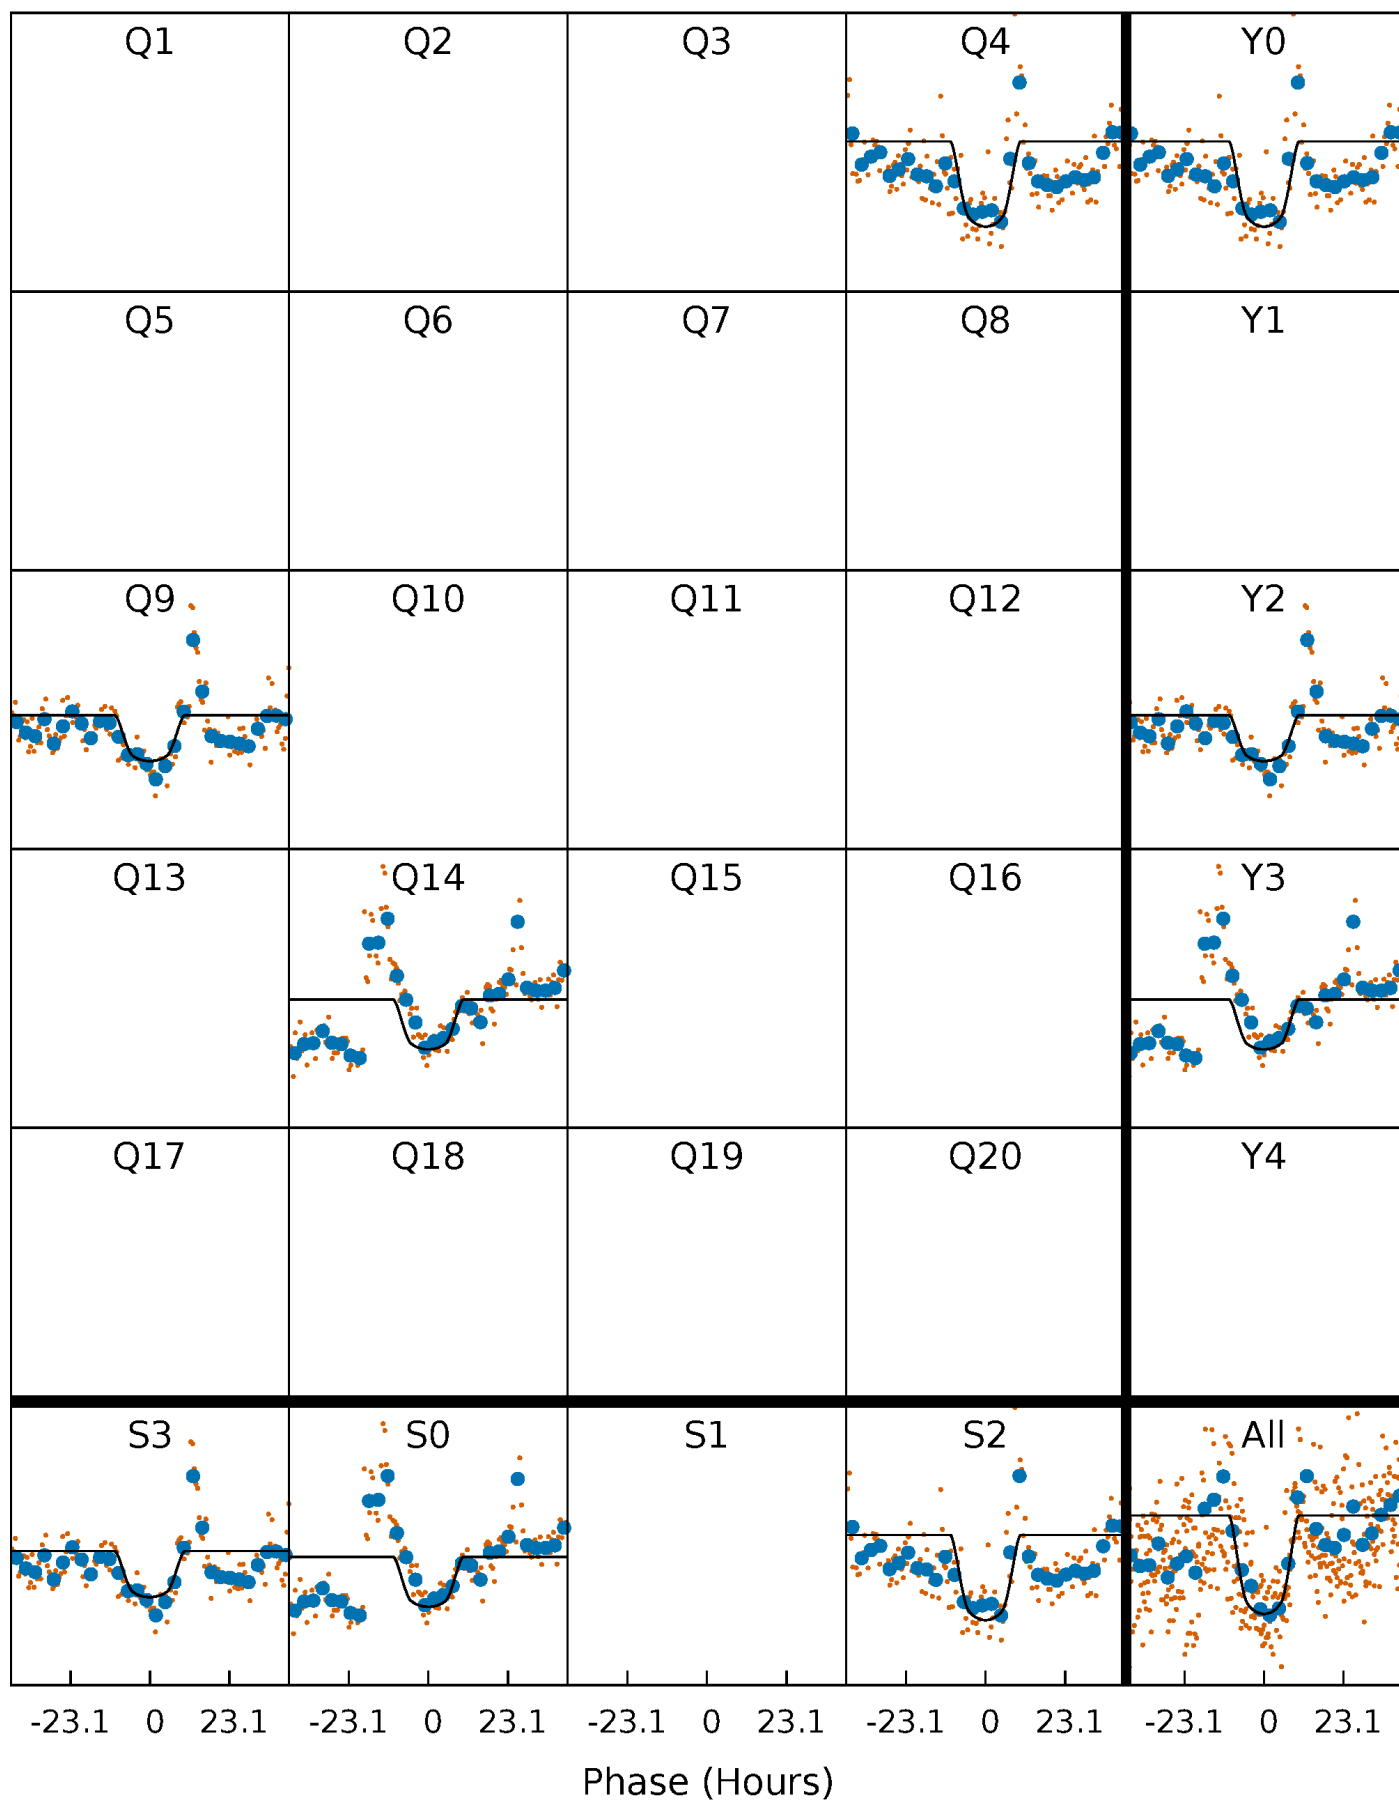 Q1 Q2 Q3 Q4 Y0
Q5 Q6 Q7 Q8 Y1
Q9 Q10 Q11 Q12 Y2
Q13 Q14 Q15 Q16 Y3
Q17 Q18 Q19 Q20 Y4
S3 S0 S1 S2 All
-23.1 0 23.1 -23.1 0 23.1 -23.1 0 23.1 -23.1 0 23.1 -23.1 0 23.1
Phase (Hours)